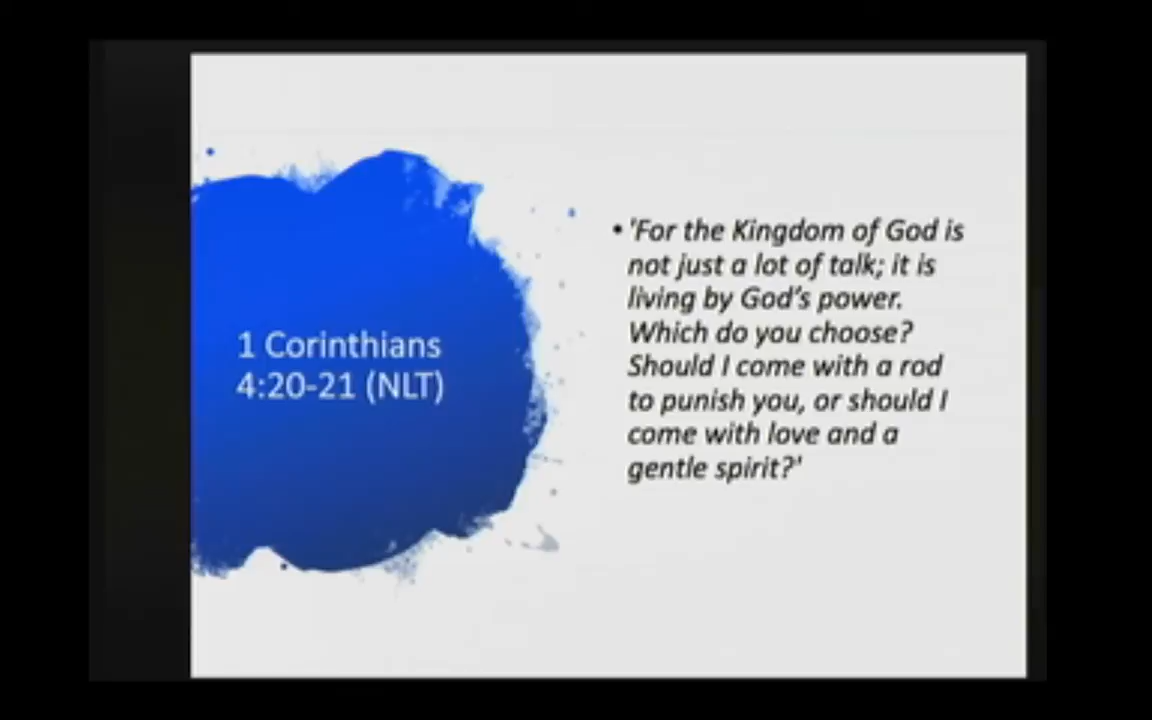 1 Corinthians
4:20-21 (NLT)
• 'For the Kingdom of God is
not just a lot of talk; it is
living by God's power.
Which do you choose?
Should I come with a rod
to punish you, or should I
come with love and a
gentle spirit?'